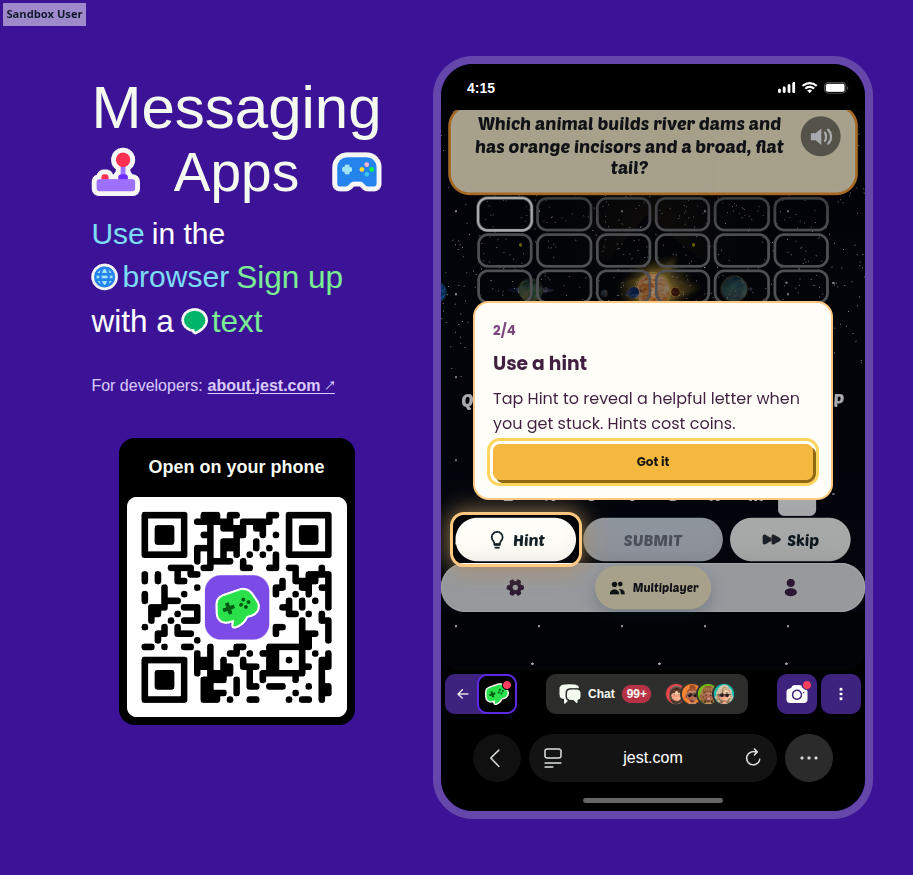 Sandbox User
Messaging
Apps
Use in the
browser Sign up
with a text
For developers: about.jest.com ↗
Open on your phone
4:15
Which animal builds river dams and
has orange incisors and a broad, flat
tail?
2/4
Use a hint
Tap Hint to reveal a helpful letter when
you get stuck. Hints cost coins.
Got it
Q
P
Hint
SUBMIT
Skip
Multiplayer
Chat 99+
jest.com